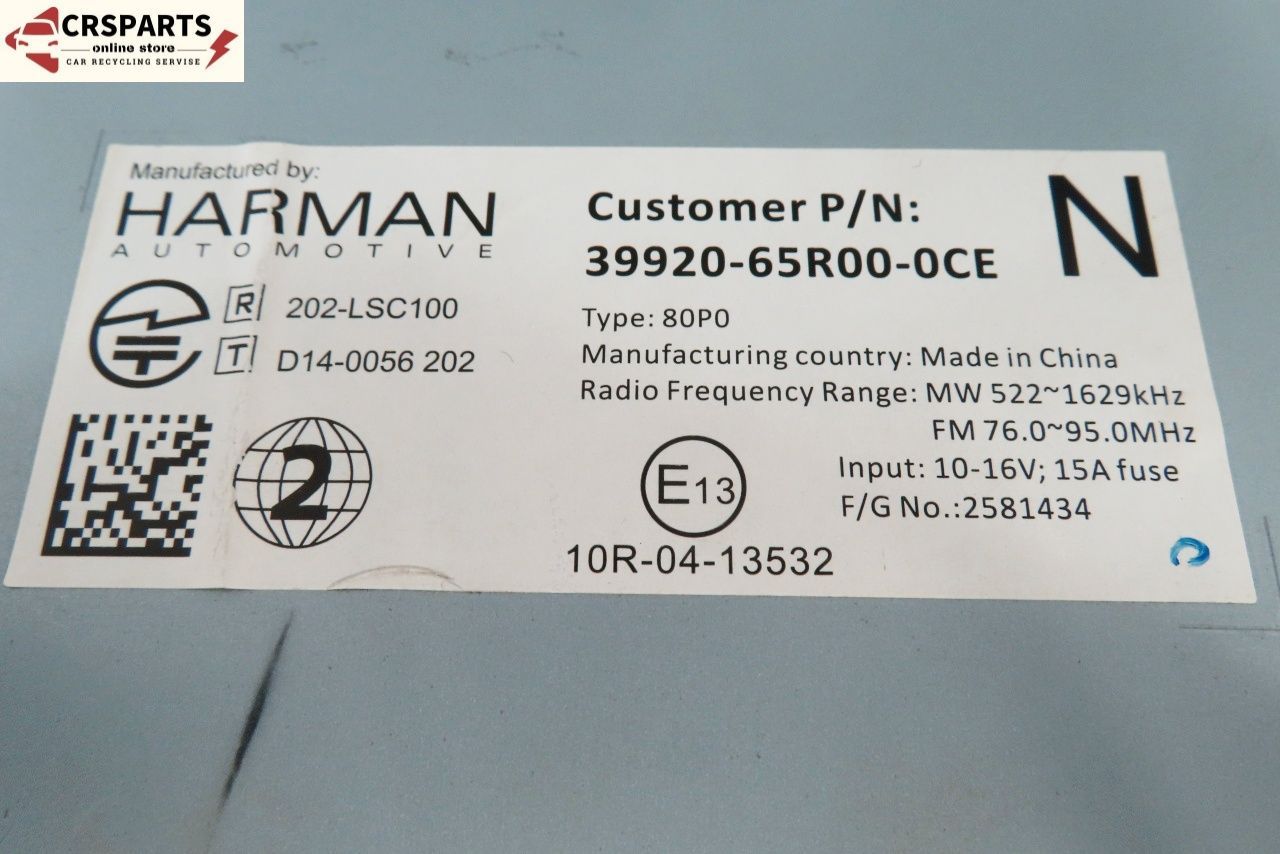 CRSPARTS
online store
CAR RECYCLING SERVISE
Manufactured by:
HARMAN
AUTOMOTIVE
R 202-LSC100
T D14-0056 202
2
Customer P/N:
39920-65R00-0CE
N
Type: 80P0
Manufacturing country: Made in China
Radio Frequency Range: MW 522~1629kHz
FM 76.0~95.0MHz
Input: 10-16V; 15A fuse
F/G No.:2581434
E13
10R-04-13532